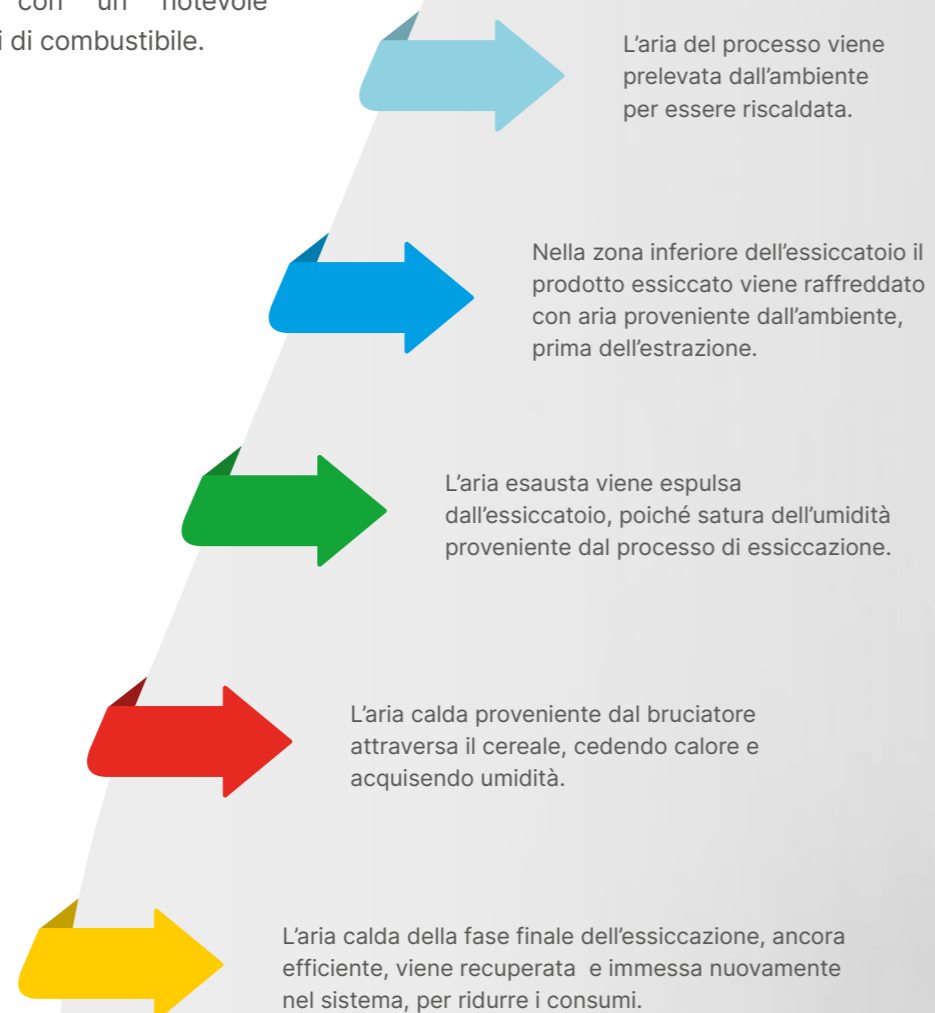 con un notevole
i di combustibile.
L’aria del processo viene
prelevata dall’ambiente
per essere riscaldata.
Nella zona inferiore dell’essiccatoio il
prodotto essiccato viene raffreddato
con aria proveniente dall’ambiente,
prima dell’estrazione.
L’aria esausta viene espulsa
dall’essiccatoio, poiché satura dell’umidità
proveniente dal processo di essiccazione.
L’aria calda proveniente dal bruciatore
attraversa il cereale, cedendo calore e
acquisendo umidità.
L’aria calda della fase finale dell’essiccazione, ancora
efficiente, viene recuperata e immessa nuovamente
nel sistema, per ridurre i consumi.